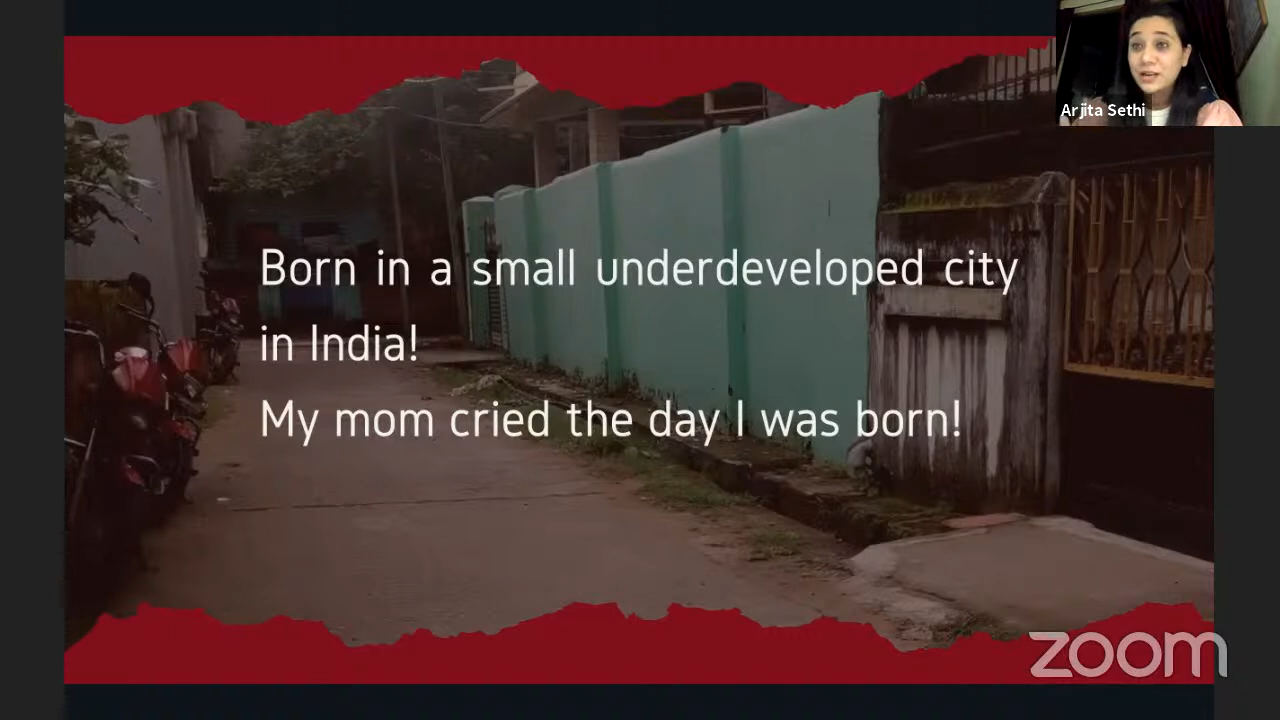 Arjita Sethi
Born in a small underdeveloped city
in India!
My mom cried the day I was born!
zoom